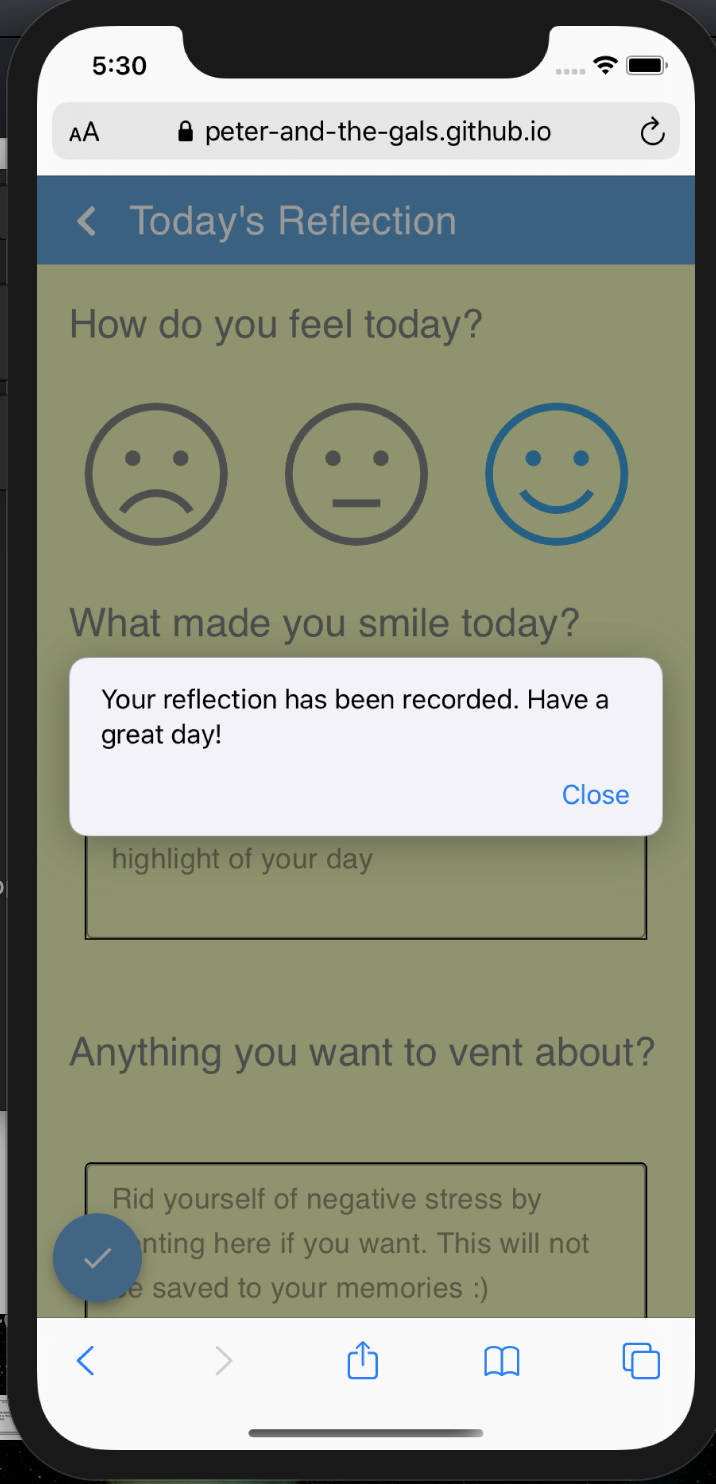 5:30
AA peter-and-the-gals.github.io
Today's Reflection
How do you feel today?
What made you smile today?
Your reflection has been recorded. Have a
great day!
Close
highlight of your day
Anything you want to vent about?
Rid yourself of negative stress by
nting here if you want. This will not
e saved to your memories :)